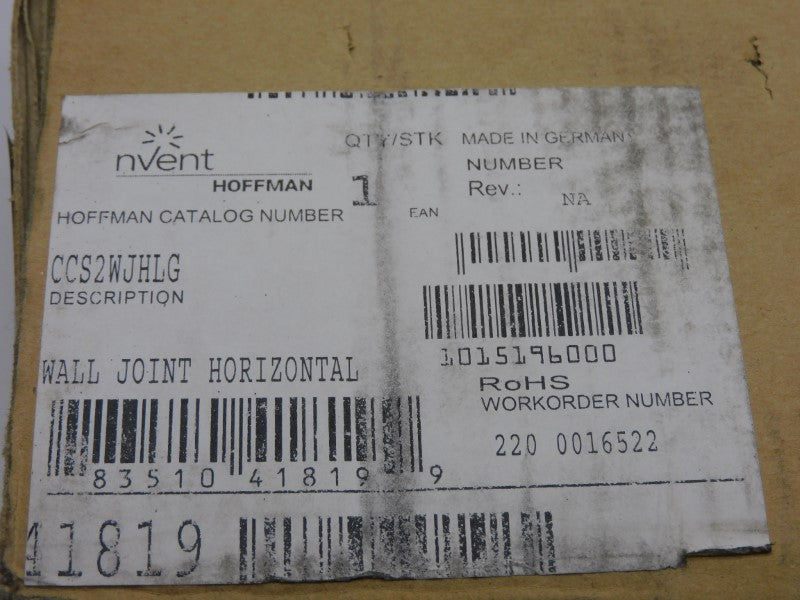 nVent
HOFFMAN
QTY/STK
1
MADE IN GERMANY
NUMBER
Rev.: NA
HOFFMAN CATALOG NUMBER
EAN
CCS2WJHLG
DESCRIPTION
1015196000
WALL JOINT HORIZONTAL
RoHS
WORKORDER NUMBER
220 0016522
83510 41819 9
41819